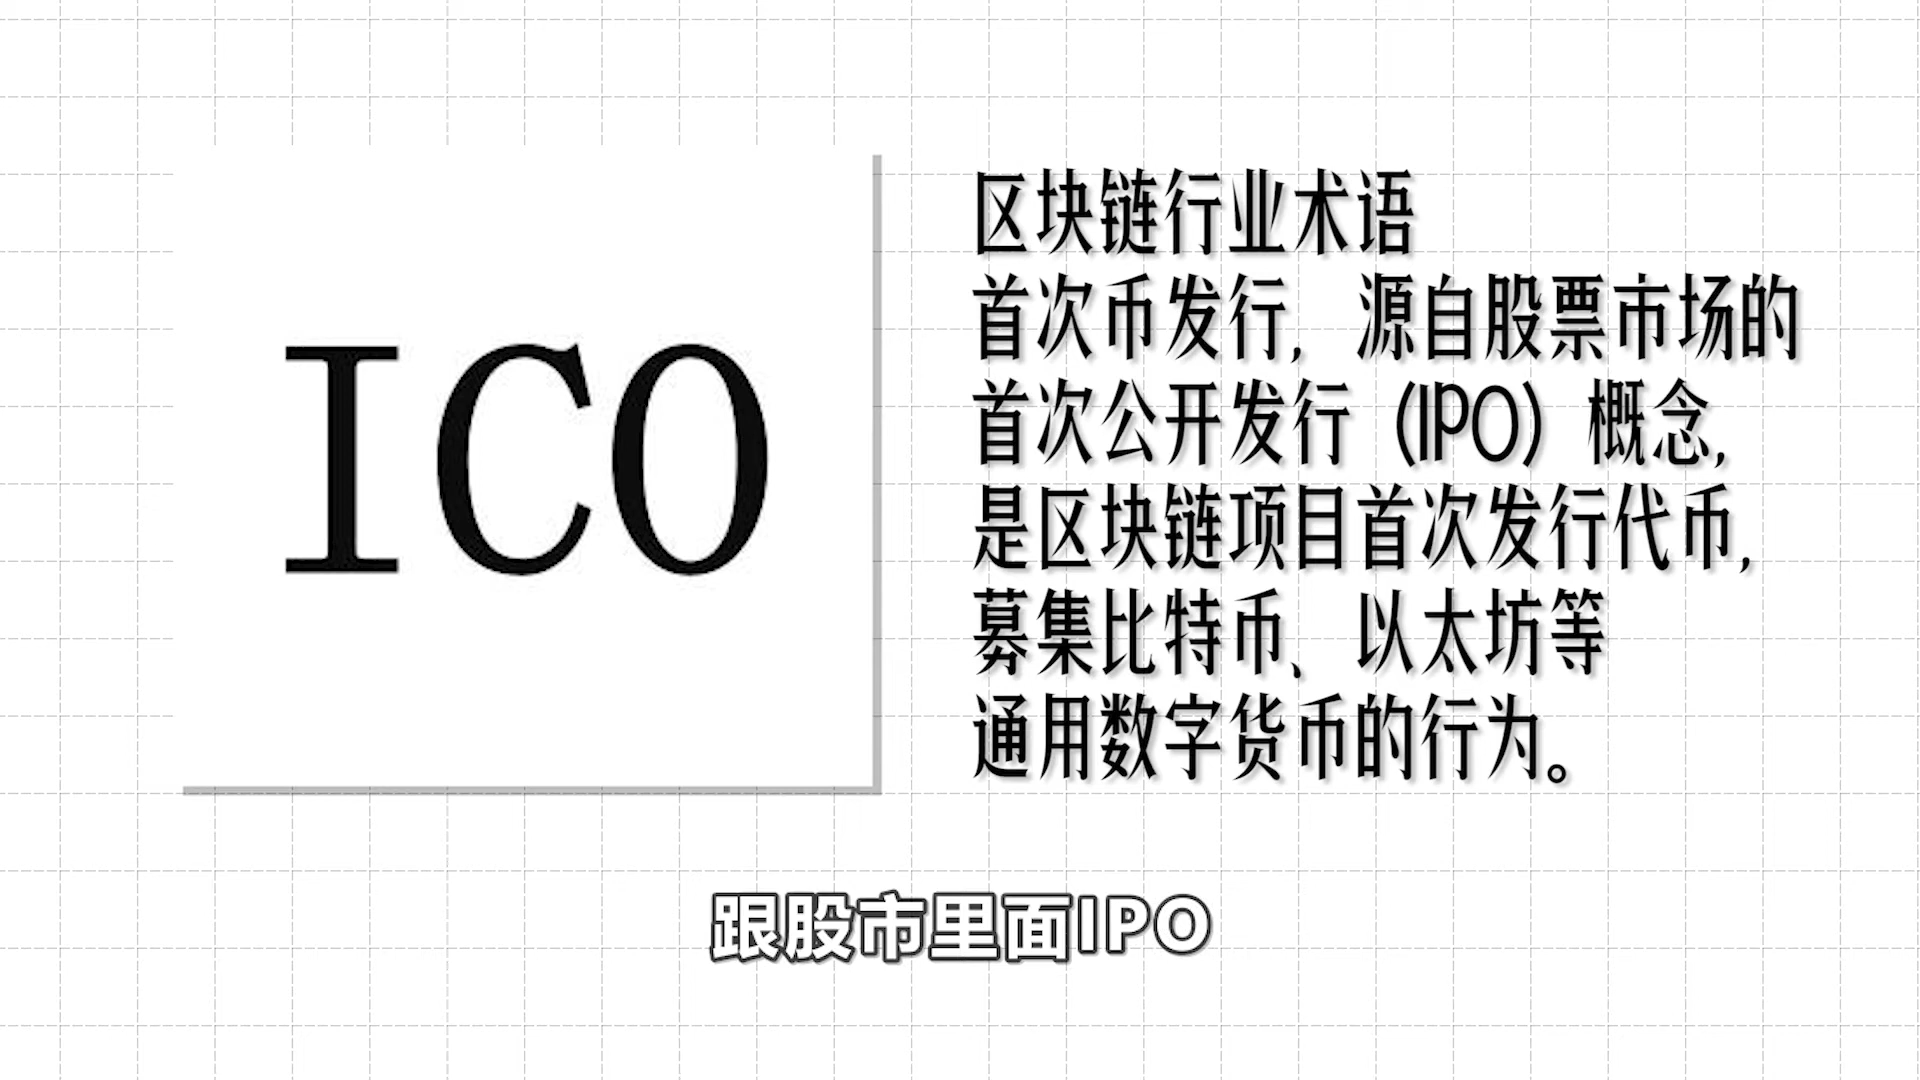 ICO
区块链行业术语
首次币发行，源自股票市场的
首次公开发行（IPO）概念，
是区块链项目首次发行代币，
募集比特币、以太坊等
通用数字货币的行为。
跟股市里面IPO